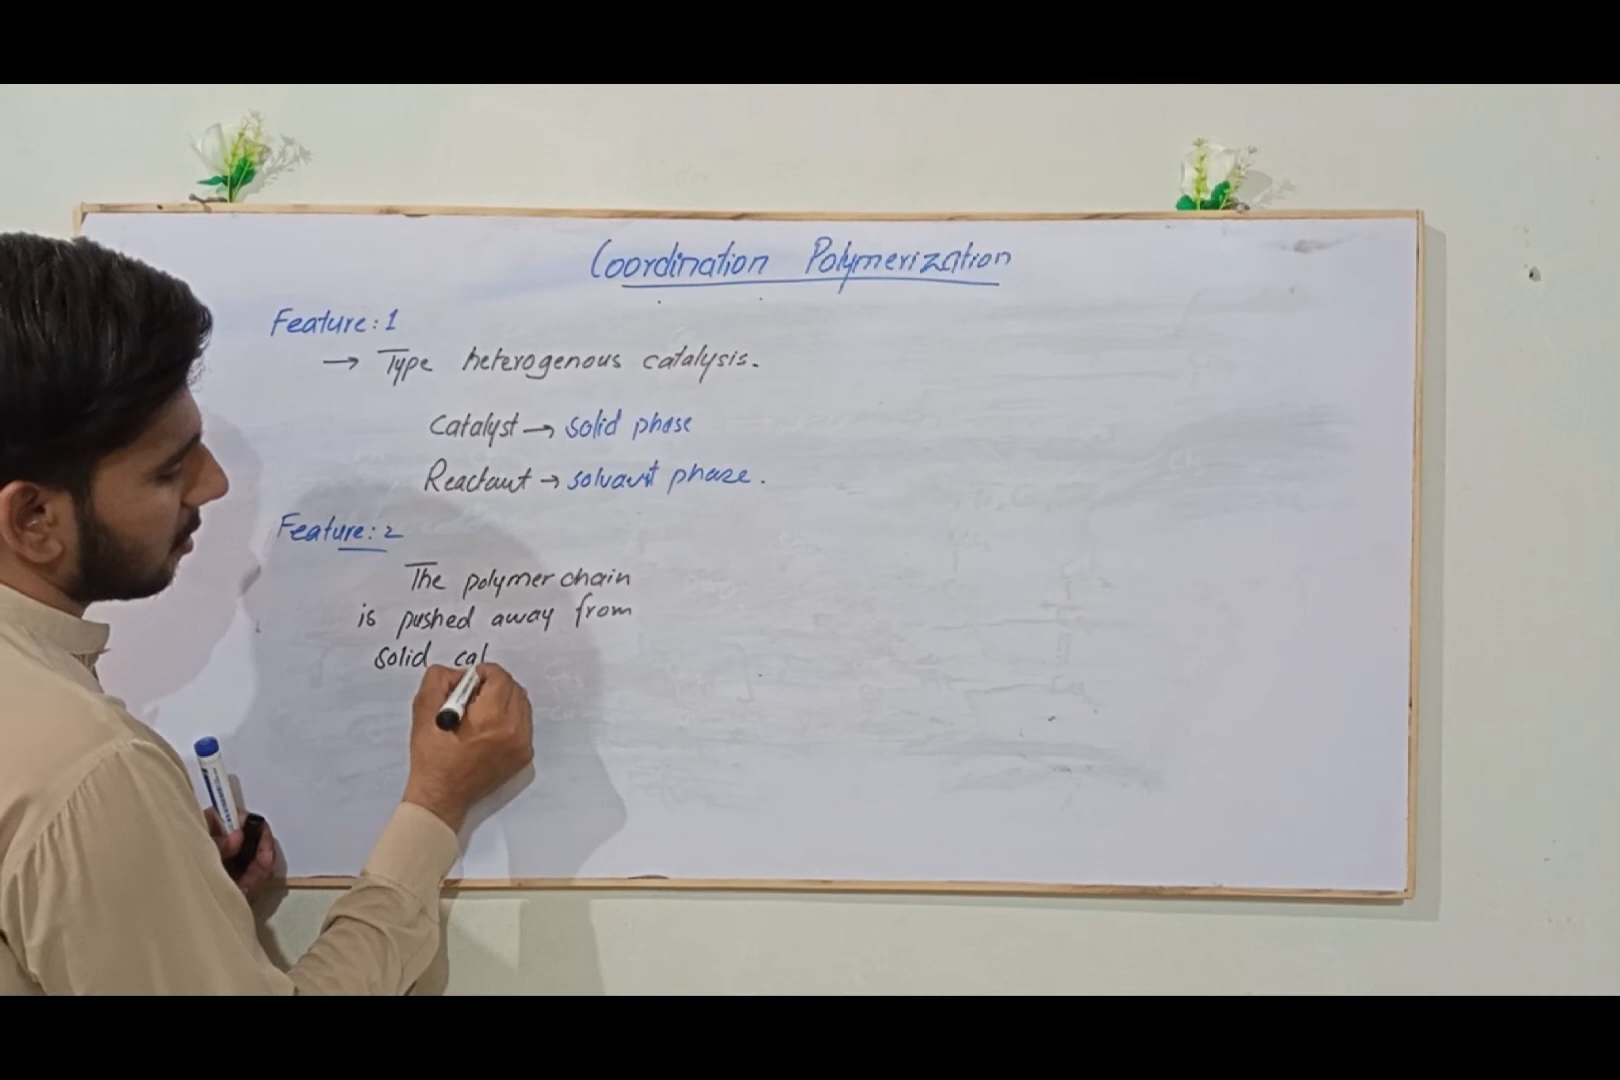 Coordination Polymerization
Feature: 1
→ Type heterogenous catalysis.
Catalyst → solid phase
Reactant → solvant phase.
Feature: 2
The polymer chain
is pushed away from
solid cat